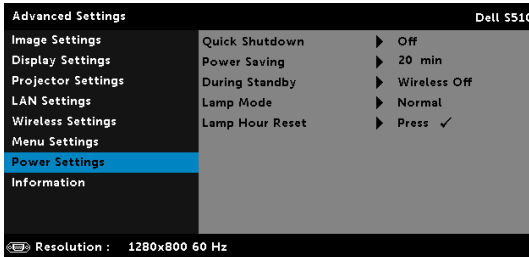 Advanced Settings Dell S510
Image Settings
Display Settings
Projector Settings
LAN Settings
Wireless Settings
Menu Settings
Power Settings
Information
Quick Shutdown Off
Power Saving 20 min
During Standby Wireless Off
Lamp Mode Normal
Lamp Hour Reset Press ✓
Resolution : 1280x800 60 Hz